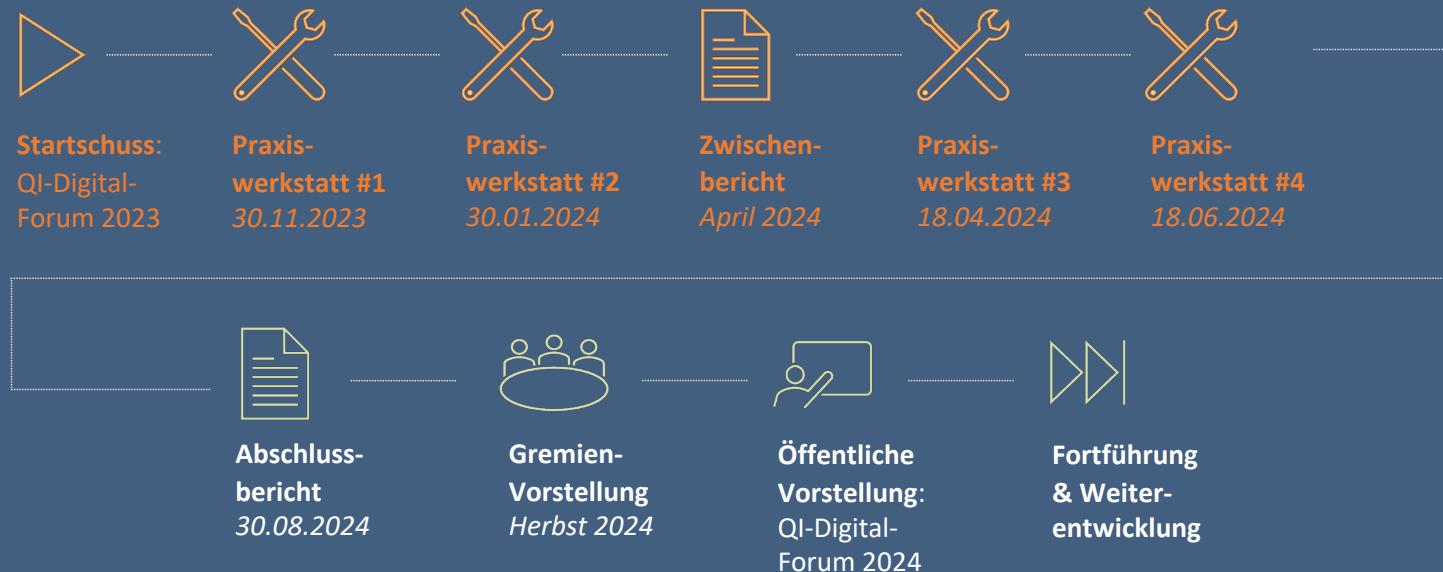 Startschuss:
QI-Digital-
Forum 2023
Praxis-
werkstatt #1
30.11.2023
Praxis-
werkstatt #2
30.01.2024
Zwischen-
bericht
April 2024
Praxis-
werkstatt #3
18.04.2024
Praxis-
werkstatt #4
18.06.2024
Abschluss-
bericht
30.08.2024
Gremien-
Vorstellung
Herbst 2024
Öffentliche
Vorstellung:
QI-Digital-
Forum 2024
Fortführung
& Weiter-
entwicklung